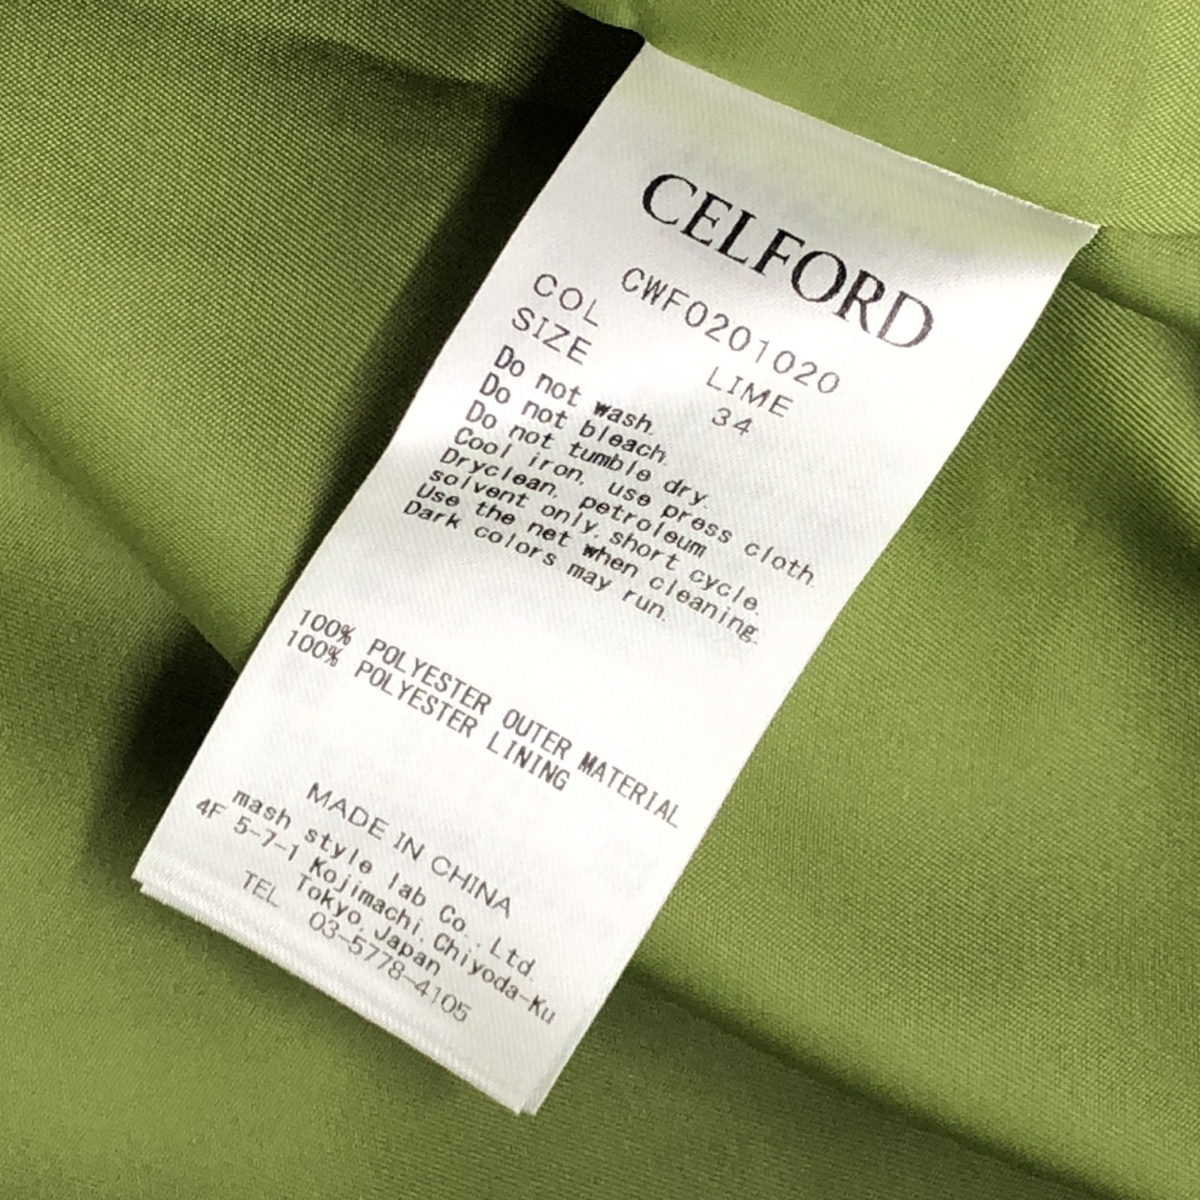 CELFORD
CWF0201020
COL LIME
SIZE 34
Do not wash.
Do not bleach.
Do not tumble dry.
Cool iron, use press cloth.
Dryclean, petroleum
solvent only, short cycle.
Use the net when cleaning.
Dark colors may run.
100% POLYESTER OUTER MATERIAL
100% POLYESTER LINING
MADE IN CHINA
mash style lab Co., Ltd.
4F 5-7-1 Kojimachi, Chiyoda-Ku
Tokyo, Japan
TEL 03-5778-4105